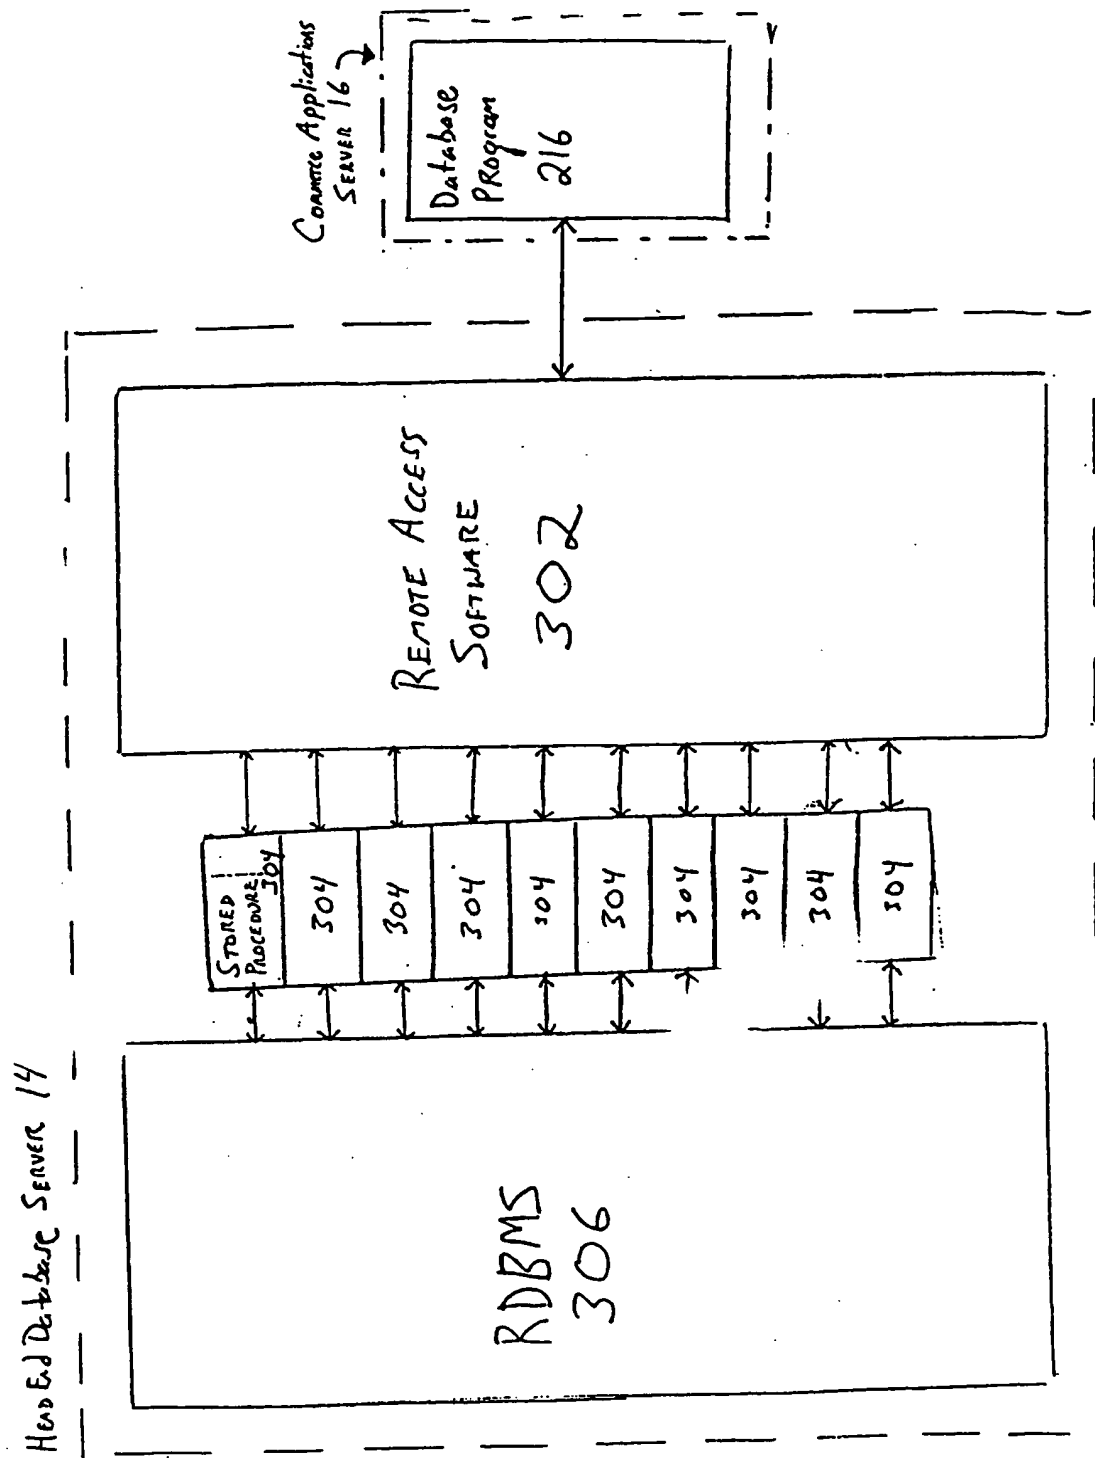 Head End Database Server 14
RDBMS
306
STORED
PROCEDURE
304
304
304
304
304
304
304
304
304
304
REMOTE ACCESS
SOFTWARE
302
Applications
SERVER 16
Database
PROgram
216